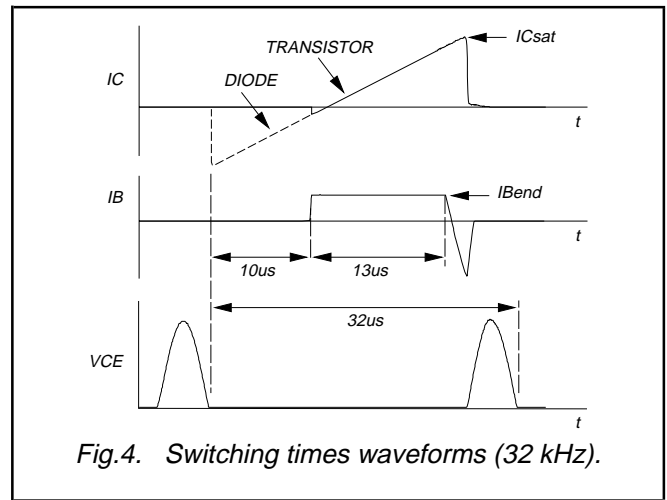 ICsat
TRANSISTOR
IC
DIODE
t
IB
IBend
t
10us
13us
32us
VCE
t
Fig.4. Switching times waveforms (32 kHz).